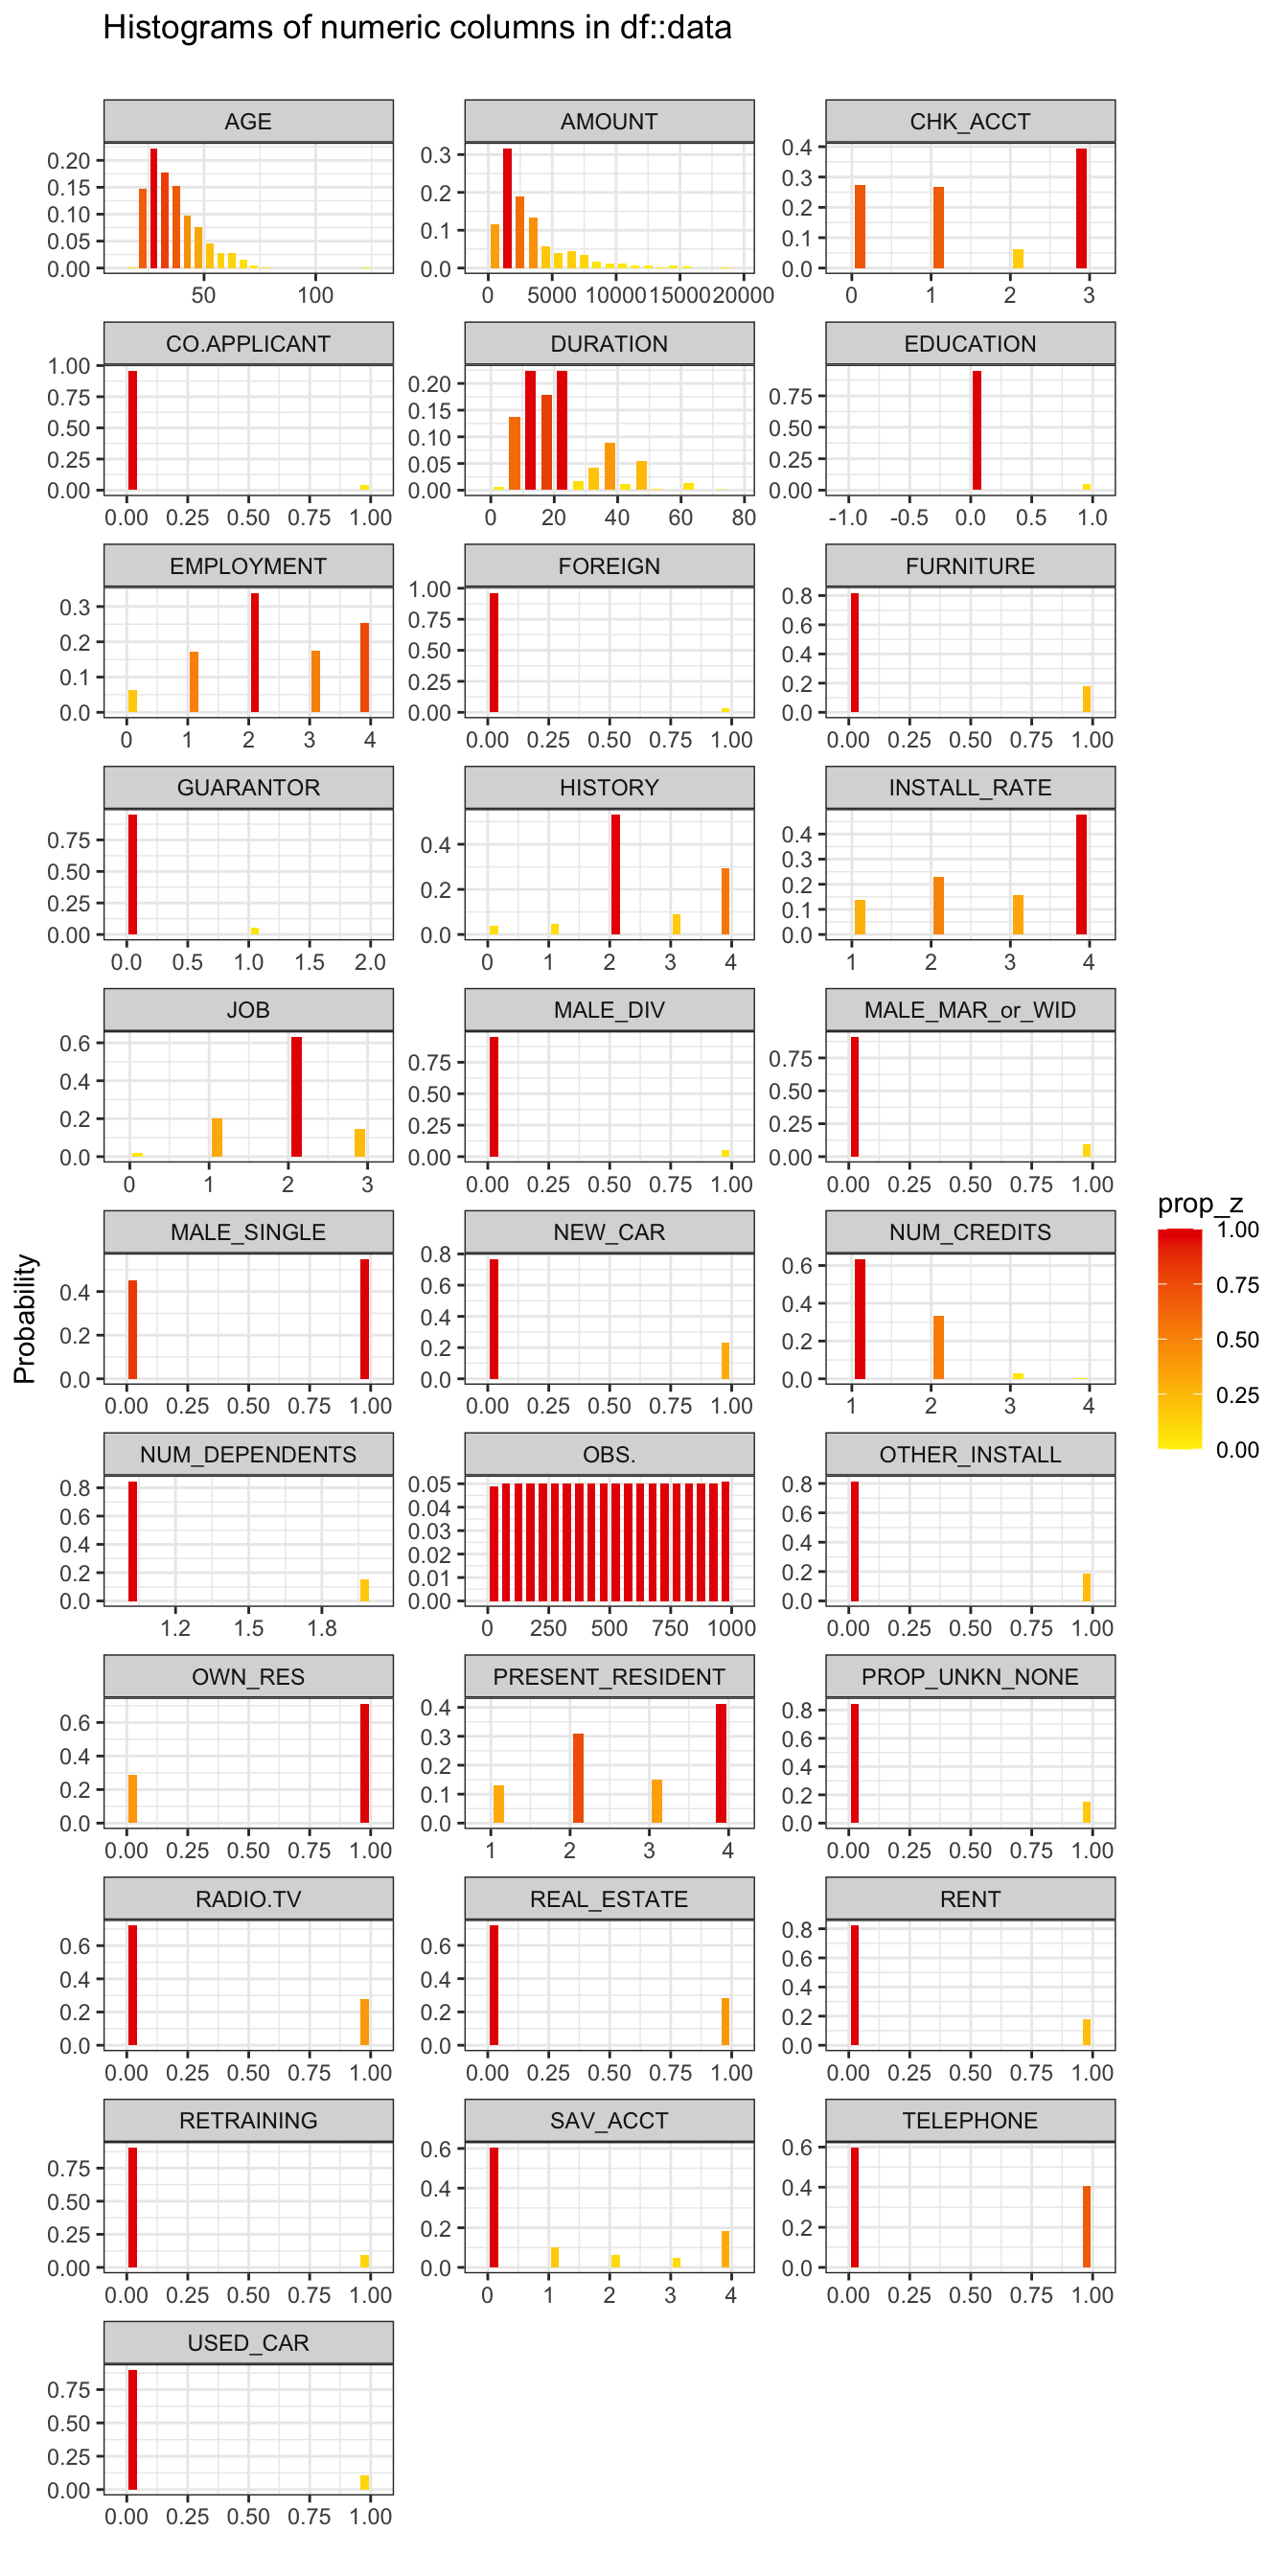 Histograms of numeric columns in df::data
AGE AMOUNT CHK_ACCT
0.20 0.15 0.10 0.05 0.00
0.3 0.2 0.1 0.0
0.4 0.3 0.2 0.1 0.0
50 100
0 5000 10000 15000 20000
0 1 2 3
CO.APPLICANT DURATION EDUCATION
1.00 0.75 0.50 0.25 0.00
0.20 0.15 0.10 0.05 0.00
0.75 0.50 0.25 0.00
0.00 0.25 0.50 0.75 1.00
0 20 40 60 80
-1.0 -0.5 0.0 0.5 1.0
EMPLOYMENT FOREIGN FURNITURE
0.3 0.2 0.1 0.0
1.00 0.75 0.50 0.25 0.00
0.8 0.6 0.4 0.2 0.0
0 1 2 3 4
0.00 0.25 0.50 0.75 1.00
0.00 0.25 0.50 0.75 1.00
GUARANTOR HISTORY INSTALL_RATE
0.75 0.50 0.25 0.00
0.4 0.2 0.0
0.4 0.3 0.2 0.1 0.0
0.0 0.5 1.0 1.5 2.0
0 1 2 3 4
1 2 3 4
JOB MALE_DIV MALE_MAR_or_WID
0.6 0.4 0.2 0.0
0.75 0.50 0.25 0.00
0.75 0.50 0.25 0.00
0 1 2 3
0.00 0.25 0.50 0.75 1.00
0.00 0.25 0.50 0.75 1.00
MALE_SINGLE NEW_CAR NUM_CREDITS
0.4 0.2 0.0
0.8 0.6 0.4 0.2 0.0
0.6 0.4 0.2 0.0
0.00 0.25 0.50 0.75 1.00
0.00 0.25 0.50 0.75 1.00
1 2 3 4
NUM_DEPENDENTS OBS. OTHER_INSTALL
0.8 0.6 0.4 0.2 0.0
0.05 0.04 0.03 0.02 0.01 0.00
0.8 0.6 0.4 0.2 0.0
1.2 1.5 1.8
0 250 500 750 1000
0.00 0.25 0.50 0.75 1.00
OWN_RES PRESENT_RESIDENT PROP_UNKN_NONE
0.6 0.4 0.2 0.0
0.4 0.3 0.2 0.1 0.0
0.8 0.6 0.4 0.2 0.0
0.00 0.25 0.50 0.75 1.00
1 2 3 4
0.00 0.25 0.50 0.75 1.00
RADIO.TV REAL_ESTATE RENT
0.6 0.4 0.2 0.0
0.6 0.4 0.2 0.0
0.8 0.6 0.4 0.2 0.0
0.00 0.25 0.50 0.75 1.00
0.00 0.25 0.50 0.75 1.00
0.00 0.25 0.50 0.75 1.00
RETRAINING SAV_ACCT TELEPHONE
0.75 0.50 0.25 0.00
0.6 0.4 0.2 0.0
0.6 0.4 0.2 0.0
0.00 0.25 0.50 0.75 1.00
0 1 2 3 4
0.00 0.25 0.50 0.75 1.00
USED_CAR
0.75 0.50 0.25 0.00
0.00 0.25 0.50 0.75 1.00
Probability
prop_z
1.00
0.75
0.50
0.25
0.00